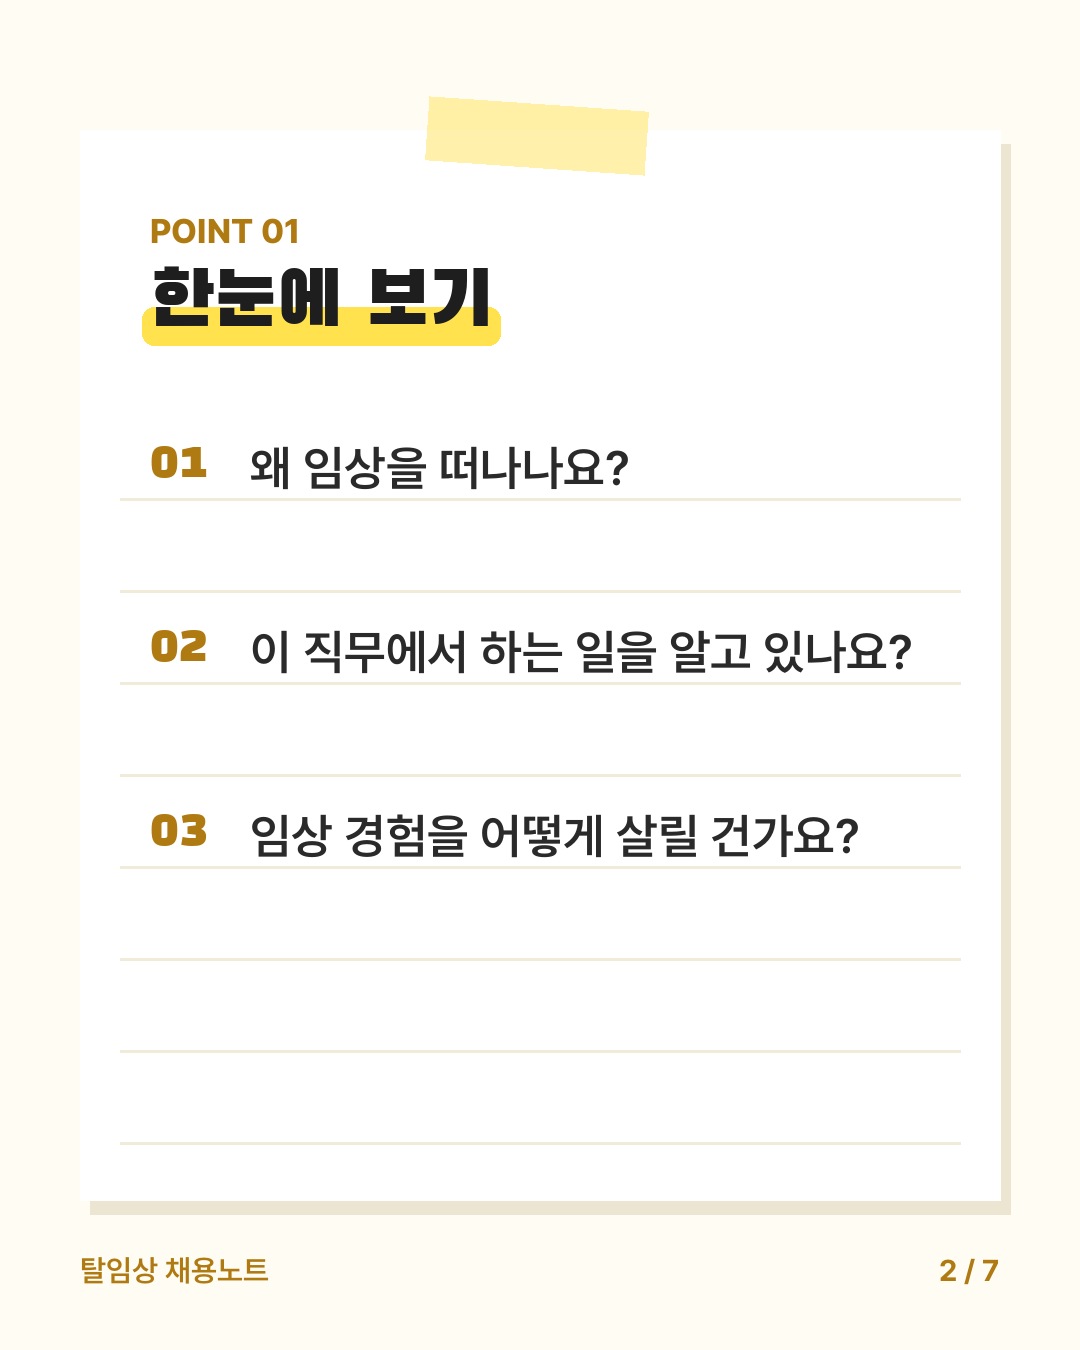 POINT 01
한눈에 보기
01 왜 임상을 떠나나요?
02 이 직무에서 하는 일을 알고 있나요?
03 임상 경험을 어떻게 살릴 건가요?
탈임상 채용노트
2 / 7